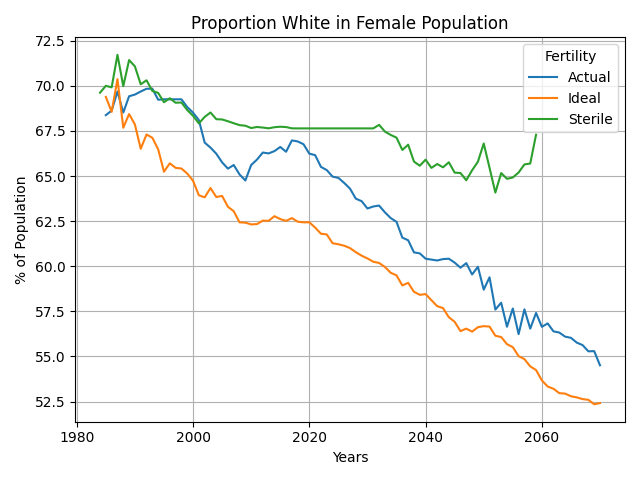 Proportion White in Female Population
72.5
70.0
67.5
65.0
62.5
60.0
57.5
55.0
52.5
% of Population
Fertility
Actual
Ideal
Sterile
1980 2000 2020 2040 2060
Years